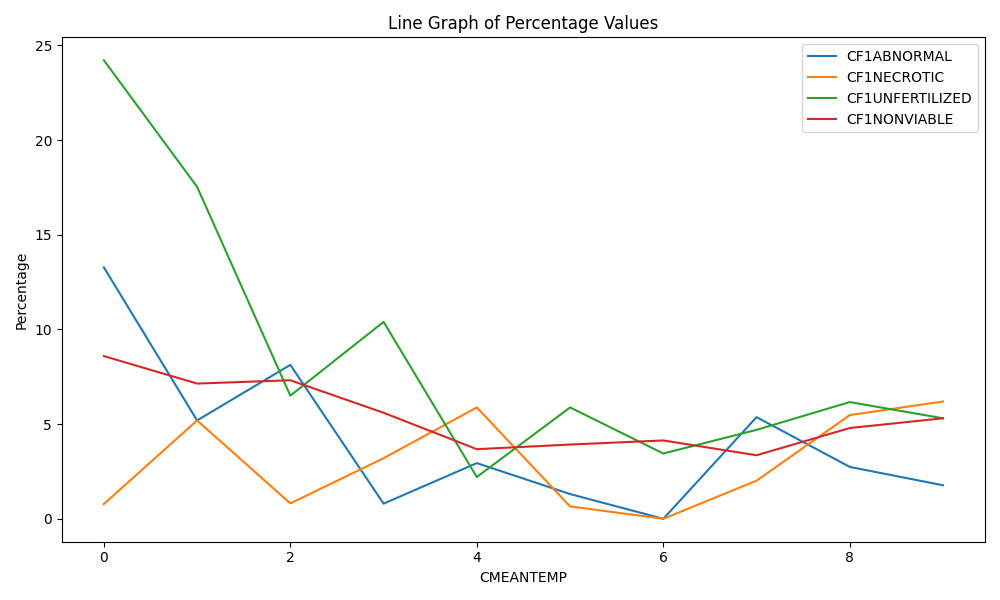 Line Graph of Percentage Values
CF1ABNORMAL
CF1NECROTIC
CF1UNFERTILIZED
CF1NONVIABLE
25
20
15
10
5
0
Percentage
0 2 4 6 8
CMEANTEMP